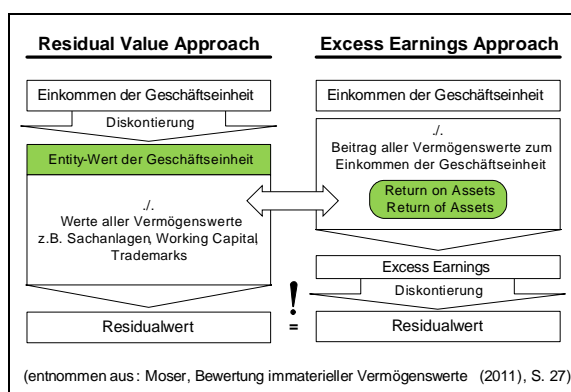 Residual Value Approach
Einkommen der Geschäftseinheit
Diskontierung
Entity-Wert der Geschäftseinheit
./.
Werte aller Vermögenswerte
z.B. Sachanlagen, Working Capital,
Trademarks
Residualwert
!
=
Excess Earnings Approach
Einkommen der Geschäftseinheit
./.
Beitrag aller Vermögenswerte zum
Einkommen der Geschäftseinheit
Return on Assets
Return of Assets
Excess Earnings
Diskontierung
Residualwert
(entnommen aus: Moser, Bewertung immaterieller Vermögenswerte (2011), S. 27)